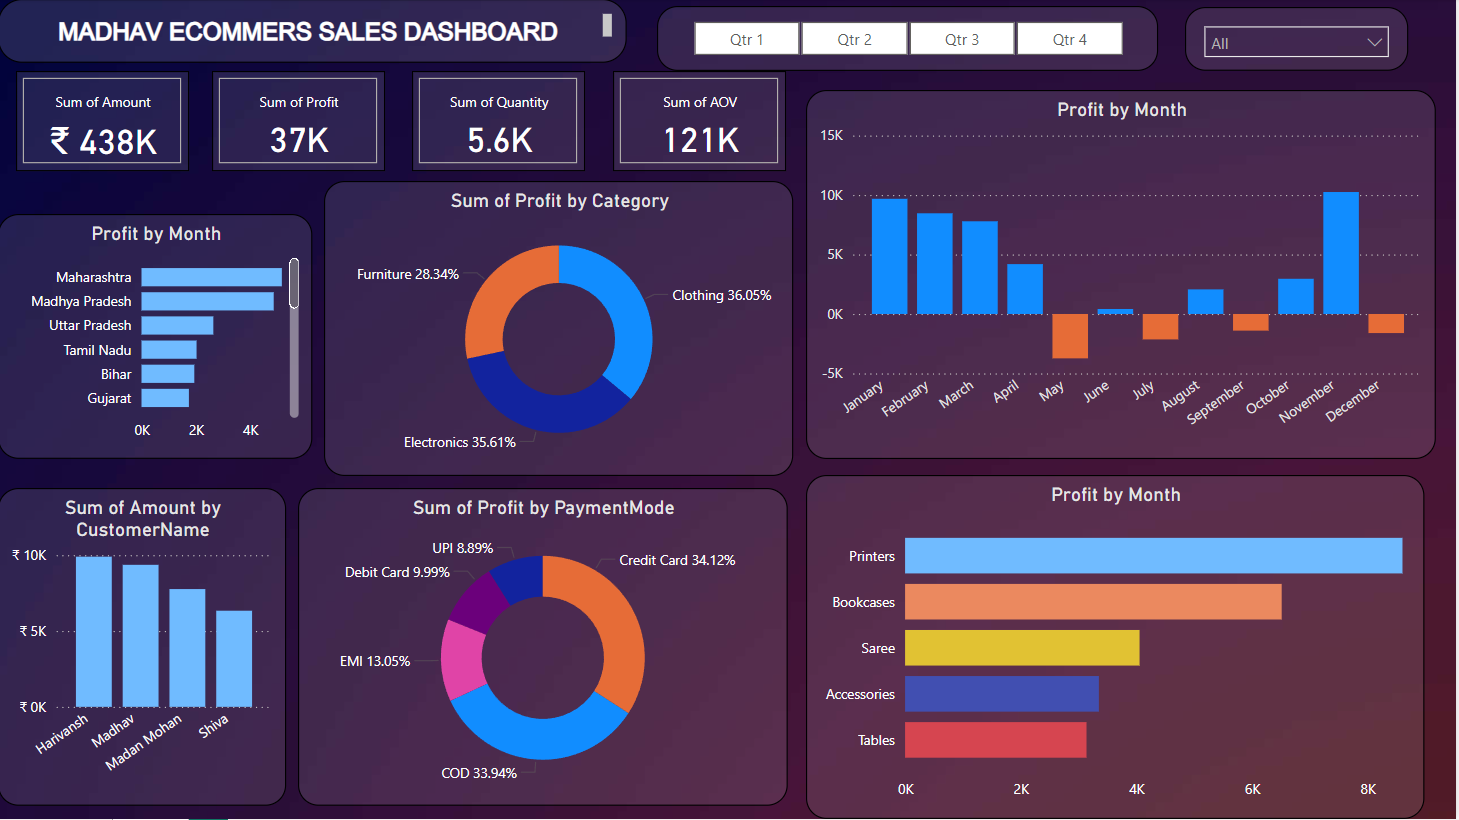 MADHAV ECOMMERS SALES DASHBOARD
Qtr 1 Qtr 2 Qtr 3 Qtr 4
All
Sum of Amount
₹ 438K
Sum of Profit
37K
Sum of Quantity
5.6K
Sum of AOV
121K
Profit by Month
15K
10K
5K
0K
-5K
January February March April May June July August September October November December
Profit by Month
Maharashtra
Madhya Pradesh
Uttar Pradesh
Tamil Nadu
Bihar
Gujarat
0K 2K 4K
Sum of Profit by Category
Furniture 28.34%
Clothing 36.05%
Electronics 35.61%
Sum of Amount by
CustomerName
₹ 10K
₹ 5K
₹ 0K
Harivansh Madhav Madan Mohan Shiva
Sum of Profit by PaymentMode
UPI 8.89%
Credit Card 34.12%
Debit Card 9.99%
EMI 13.05%
COD 33.94%
Profit by Month
Printers
Bookcases
Saree
Accessories
Tables
0K 2K 4K 6K 8K